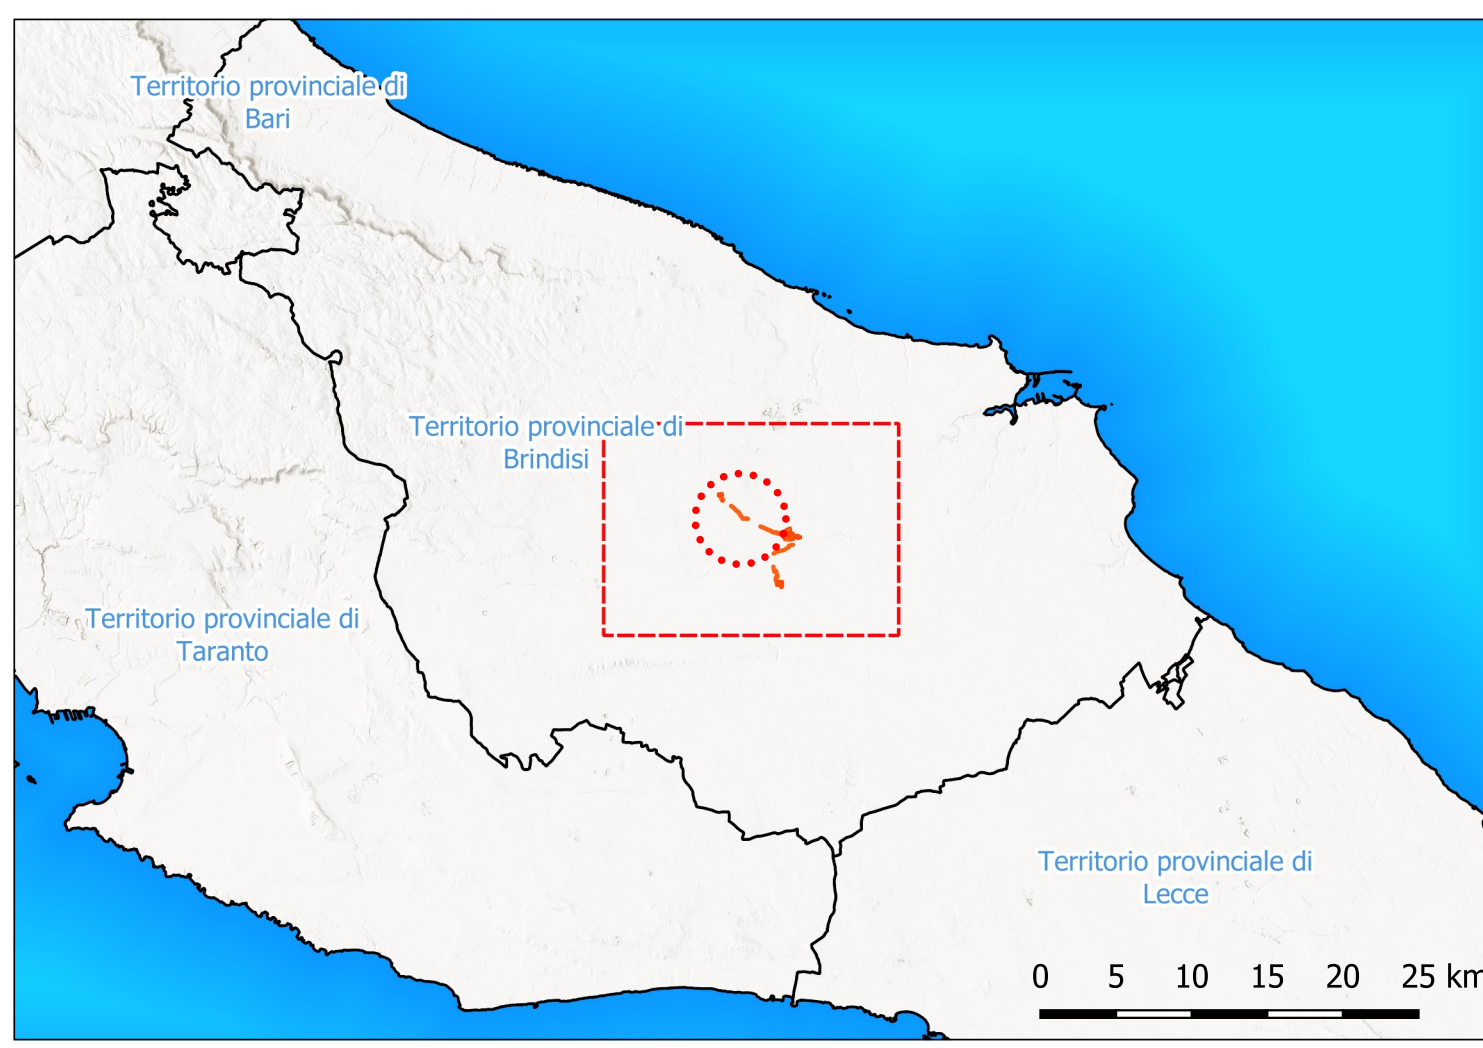 Territorio provinciale di
Bari
Territorio provinciale di
Brindisi
Territorio provinciale di
Taranto
Territorio provinciale di
Lecce
0 5 10 15 20 25 km